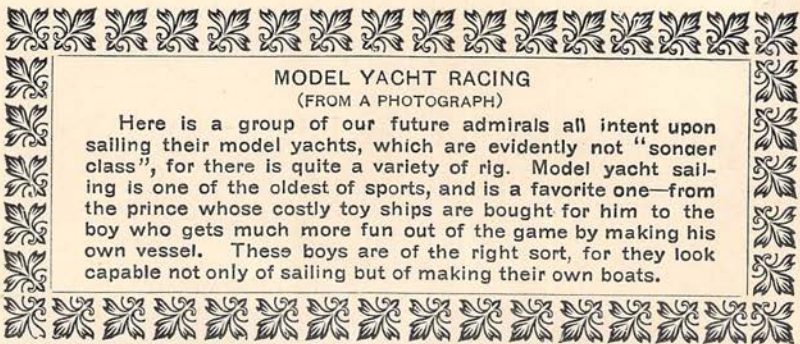 MODEL YACHT RACING
(FROM A PHOTOGRAPH)
Here is a group of our future admirals all intent upon
sailing their model yachts, which are evidently not "sonder
class", for there is quite a variety of rig. Model yacht sail-
ing is one of the oldest of sports, and is a favorite one—from
the prince whose costly toy ships are bought for him to the
boy who gets much more fun out of the game by making his
own vessel. These boys are of the right sort, for they look
capable not only of sailing but of making their own boats.